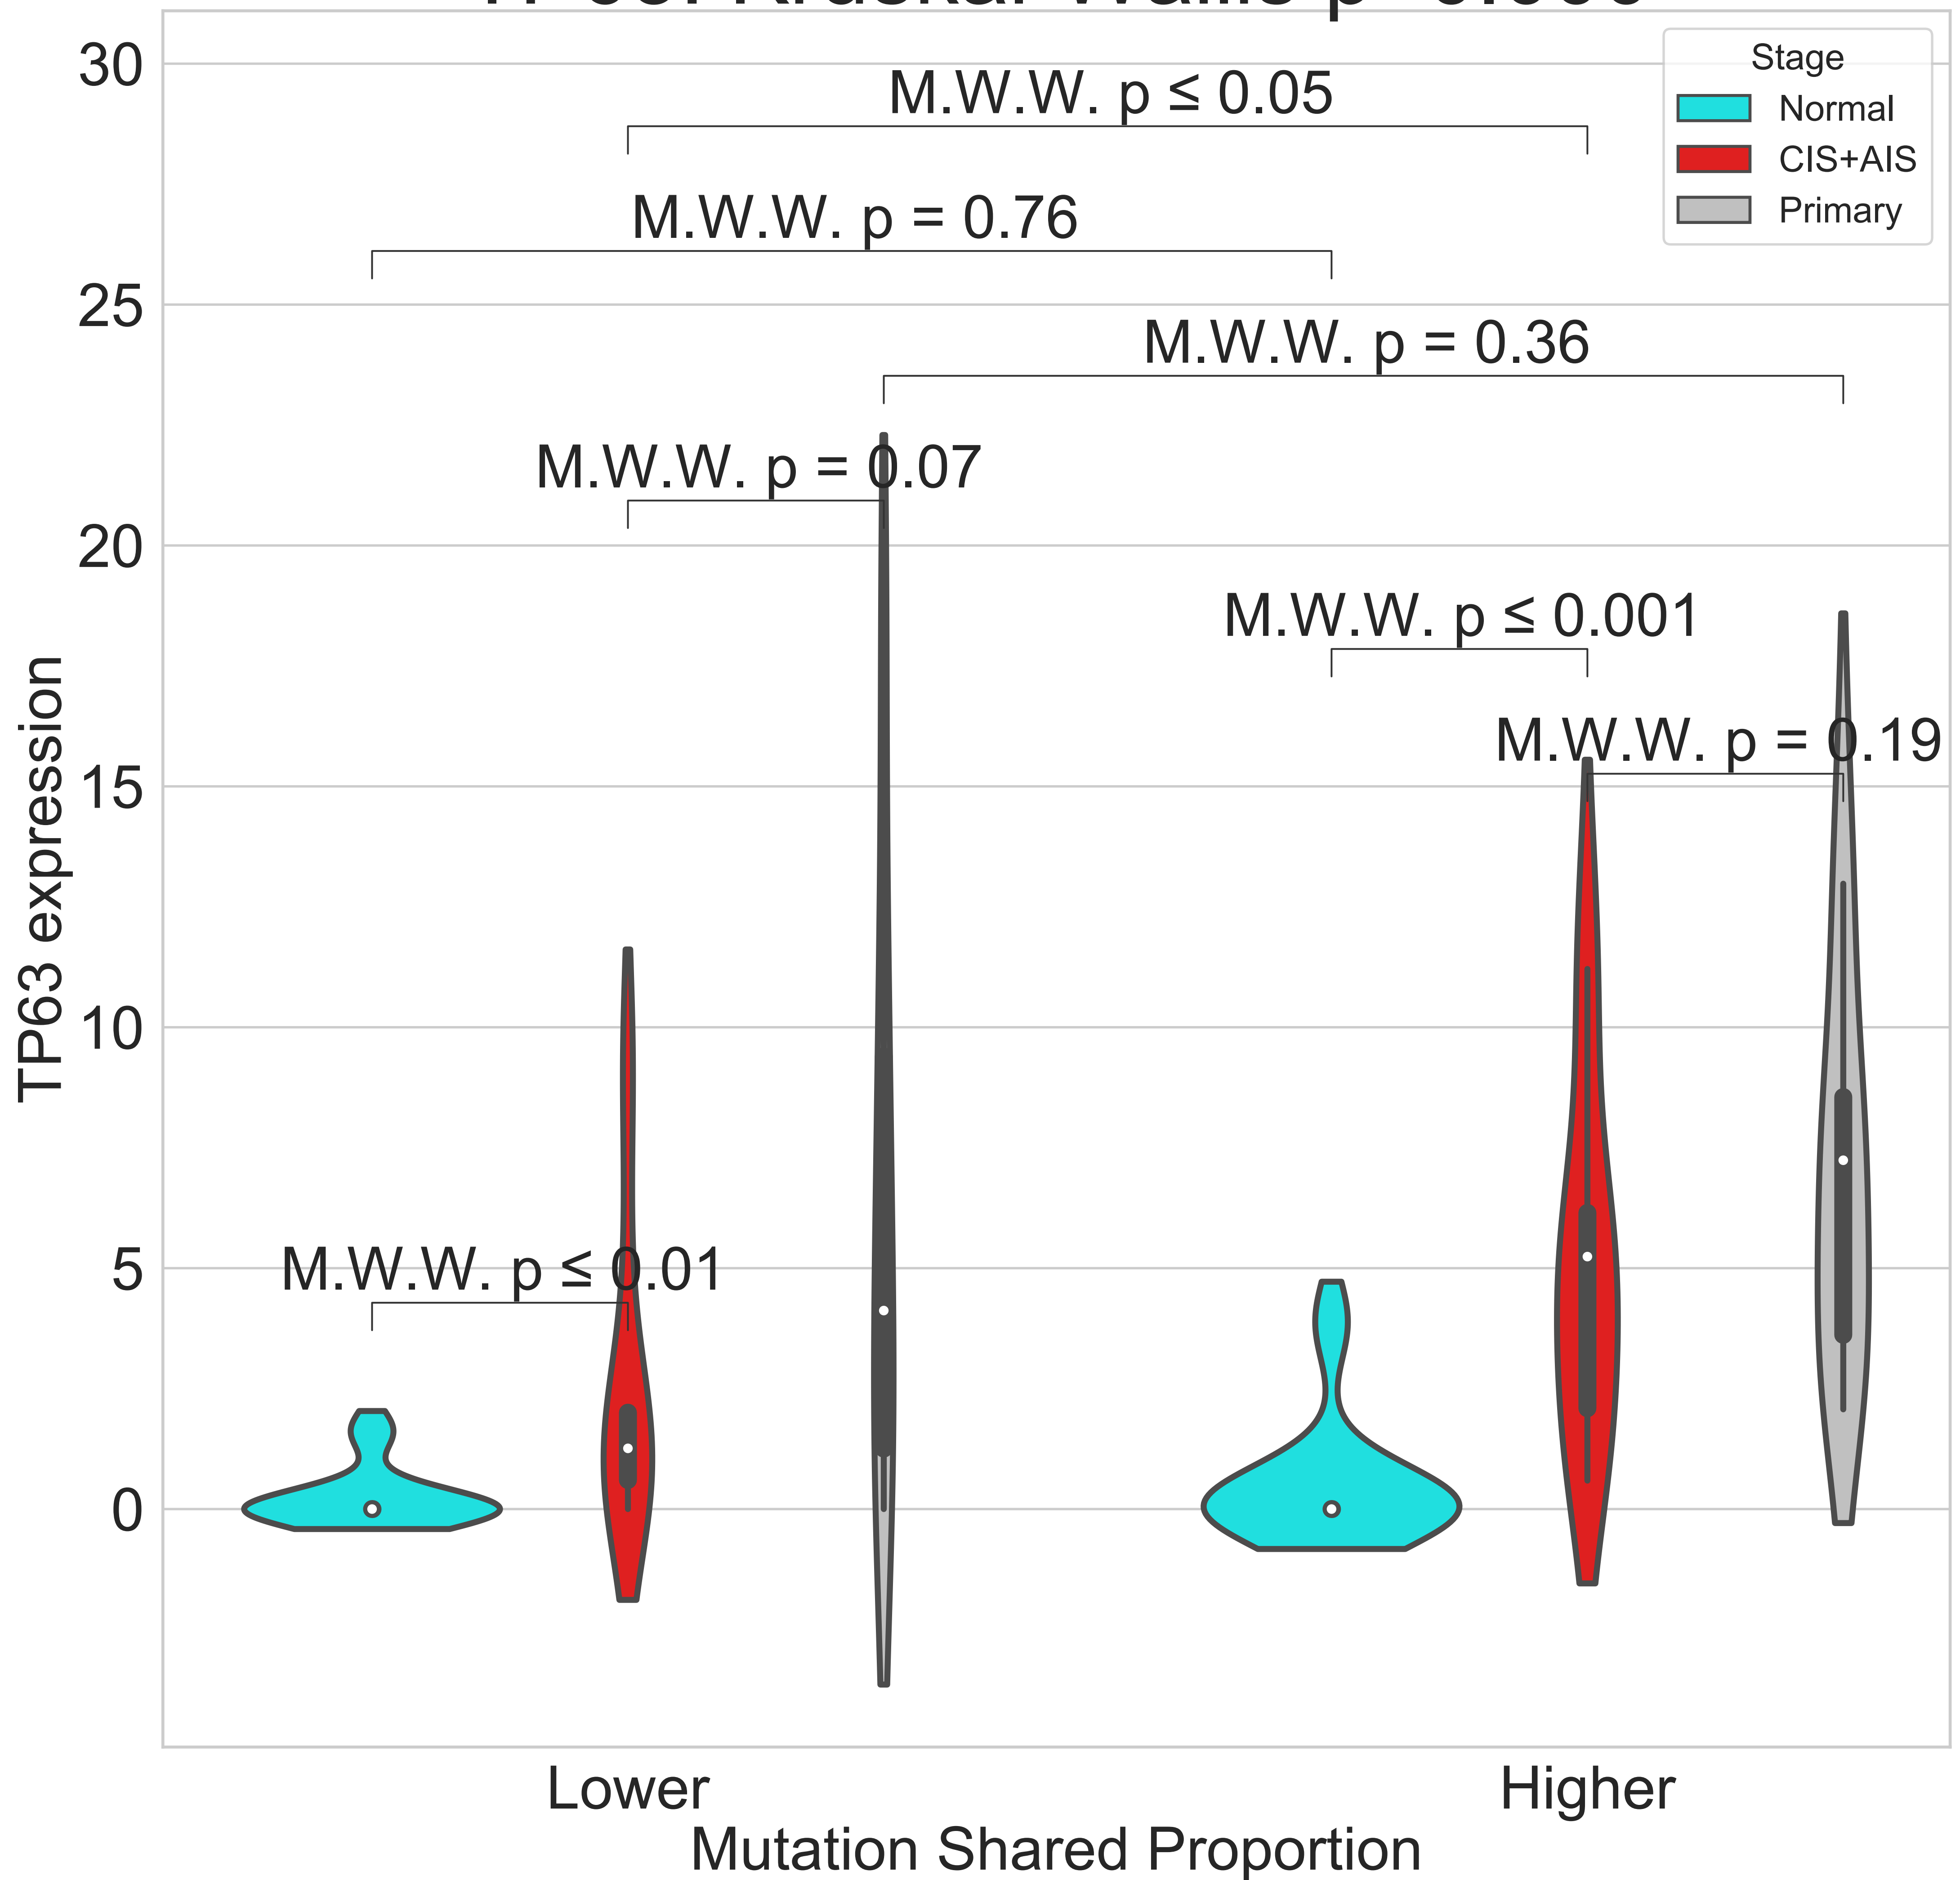 Stage
Normal
CIS+AIS
Primary
30
25
20
15
10
5
0
TP63 expression
M.W.W. p ≤ 0.05
M.W.W. p = 0.76
M.W.W. p = 0.36
M.W.W. p = 0.07
M.W.W. p ≤ 0.001
M.W.W. p = 0.19
M.W.W. p ≤ 0.01
Lower
Higher
Mutation Shared Proportion